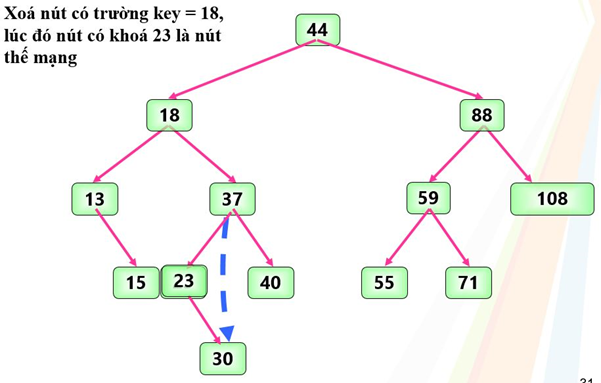 Xoá nút có trường key = 18,
lúc đó nút có khoá 23 là nút
thế mạng
44
18 88
13 37 59 108
15 23 40 55 71
30
31